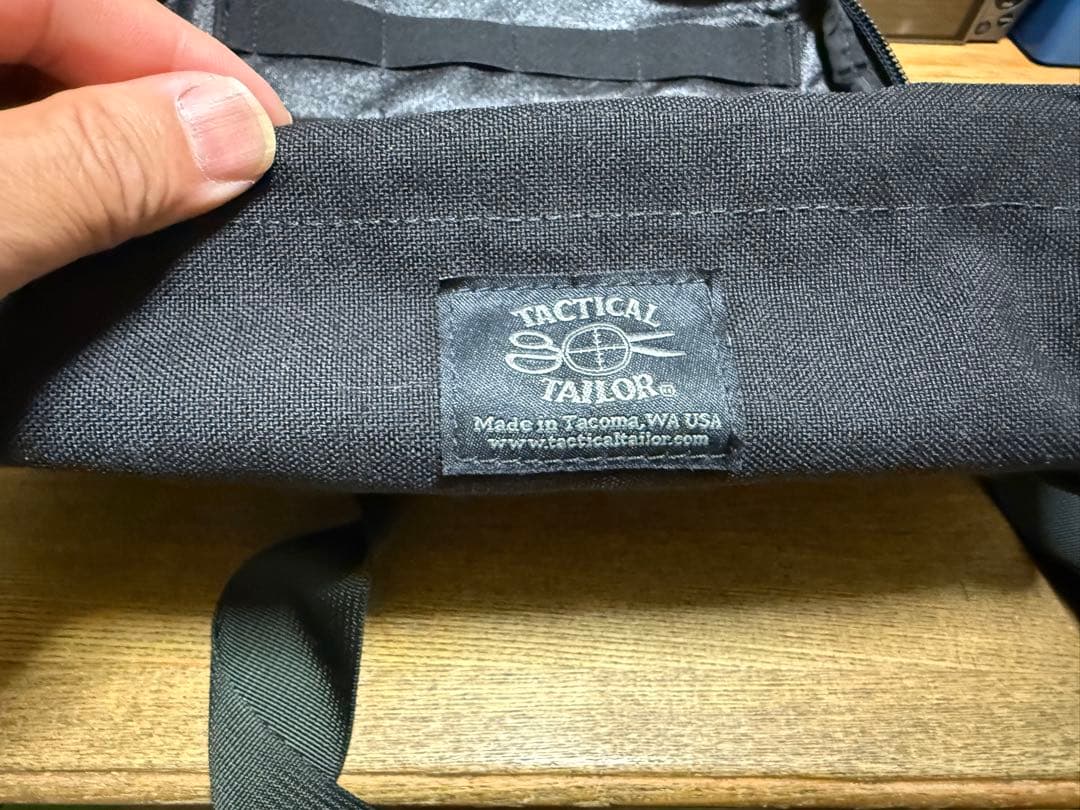 TACTICAL
TAILOR
Made in Tacoma, WA USA
www.tacticaltailor.com